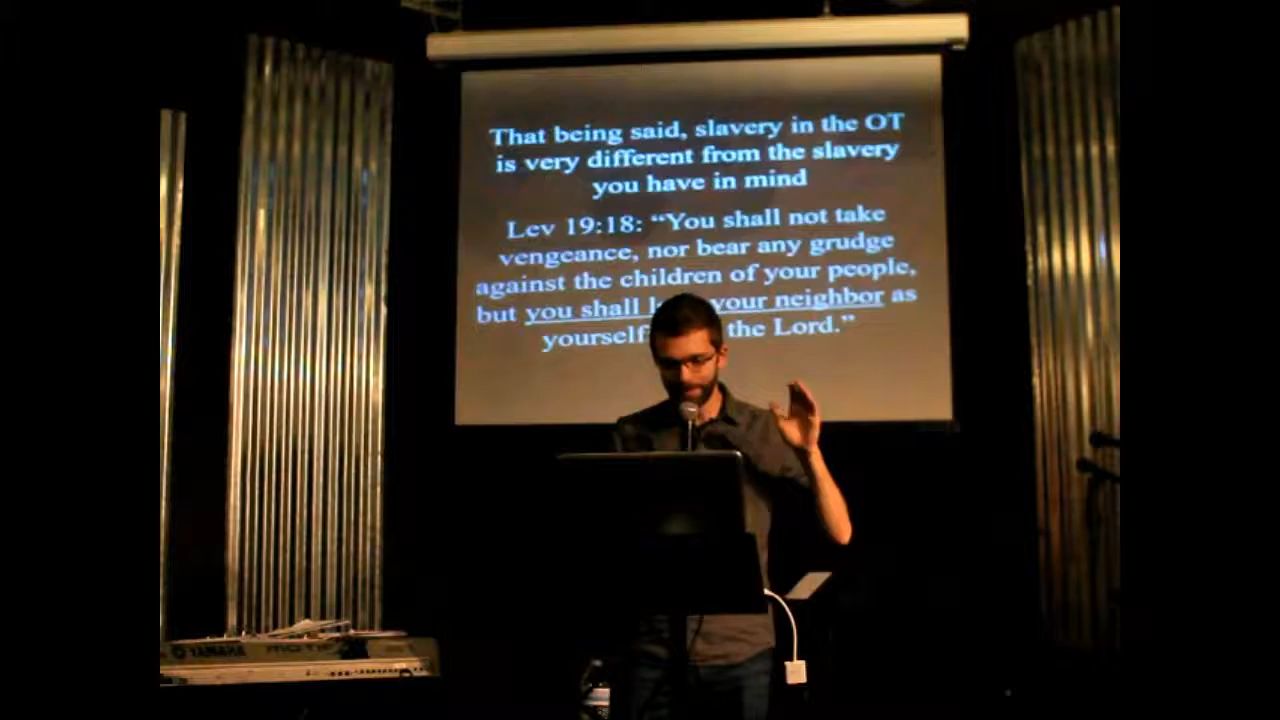 That being said, slavery in the OT
is very different from the slavery
you have in mind
Lev 19:18: “You shall not take
vengeance, nor bear any grudge
against the children of your people,
but you shall your neighbor as
yourself the Lord.”
YAMAHA